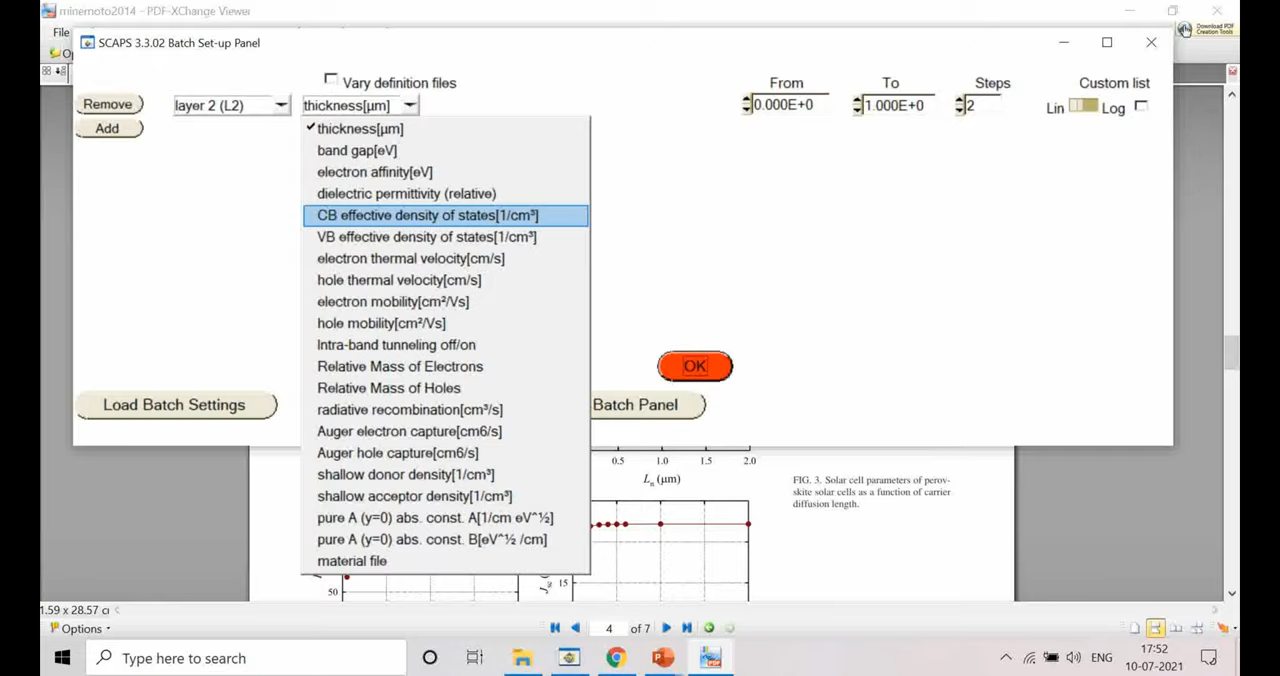 minemoto2014 - PDF-XChange Viewer
File
Download PDF
Creation Tools
SCAPS 3.3.02 Batch Set-up Panel
Vary definition files
From
To
Steps
Custom list
Remove
layer 2 (L2)
thickness[µm]
0.000E+0
1.000E+0
2
Lin
Log
Add
thickness[µm]
band gap[eV]
electron affinity[eV]
dielectric permittivity (relative)
CB effective density of states[1/cm³]
VB effective density of states[1/cm³]
electron thermal velocity[cm/s]
hole thermal velocity[cm/s]
electron mobility[cm²/Vs]
hole mobility[cm²/Vs]
Intra-band tunneling off/on
Relative Mass of Electrons
Relative Mass of Holes
radiative recombination[cm³/s]
Auger electron capture[cm6/s]
Auger hole capture[cm6/s]
shallow donor density[1/cm³]
shallow acceptor density[1/cm³]
pure A (y=0) abs. const. A[1/cm eV^½]
pure A (y=0) abs. const. B[eV^½ /cm]
material file
OK
Load Batch Settings
Batch Panel
0.5 1.0 1.5 2.0
Ln (µm)
FIG. 3. Solar cell parameters of perov-
skite solar cells as a function of carrier
diffusion length.
15
50
1.59 x 28.57
Options
4
of 7
Type here to search
ENG
17:52
10-07-2021